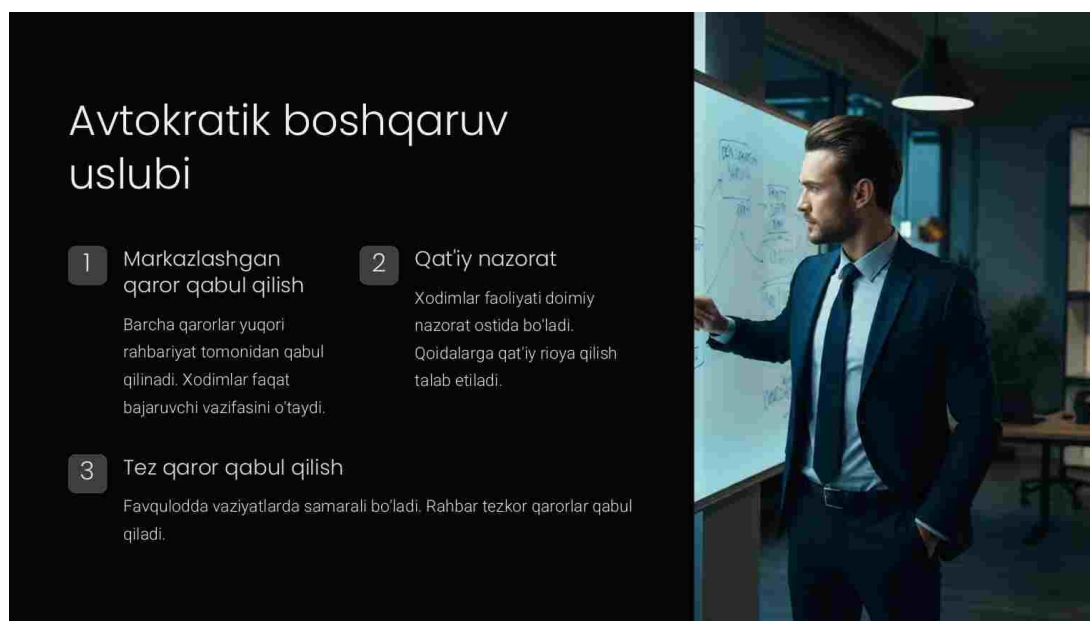 Avtokratik boshqaruv
uslubi
1
Markazlashgan
qaror qabul qilish
Barcha qarorlar yuqori
rahbariyat tomonidan qabul
qilinadi. Xodimlar faqat
bajaruvchi vazifasini o'taydi.
2
Qat'iy nazorat
Xodimlar faoliyati doimiy
nazorat ostida bo'ladi.
Qoidalarga qat'iy rioya qilish
talab etiladi.
3
Tez qaror qabul qilish
Favqulodda vaziyatlarda samarali bo'ladi. Rahbar tezkor qarorlar qabul
qiladi.